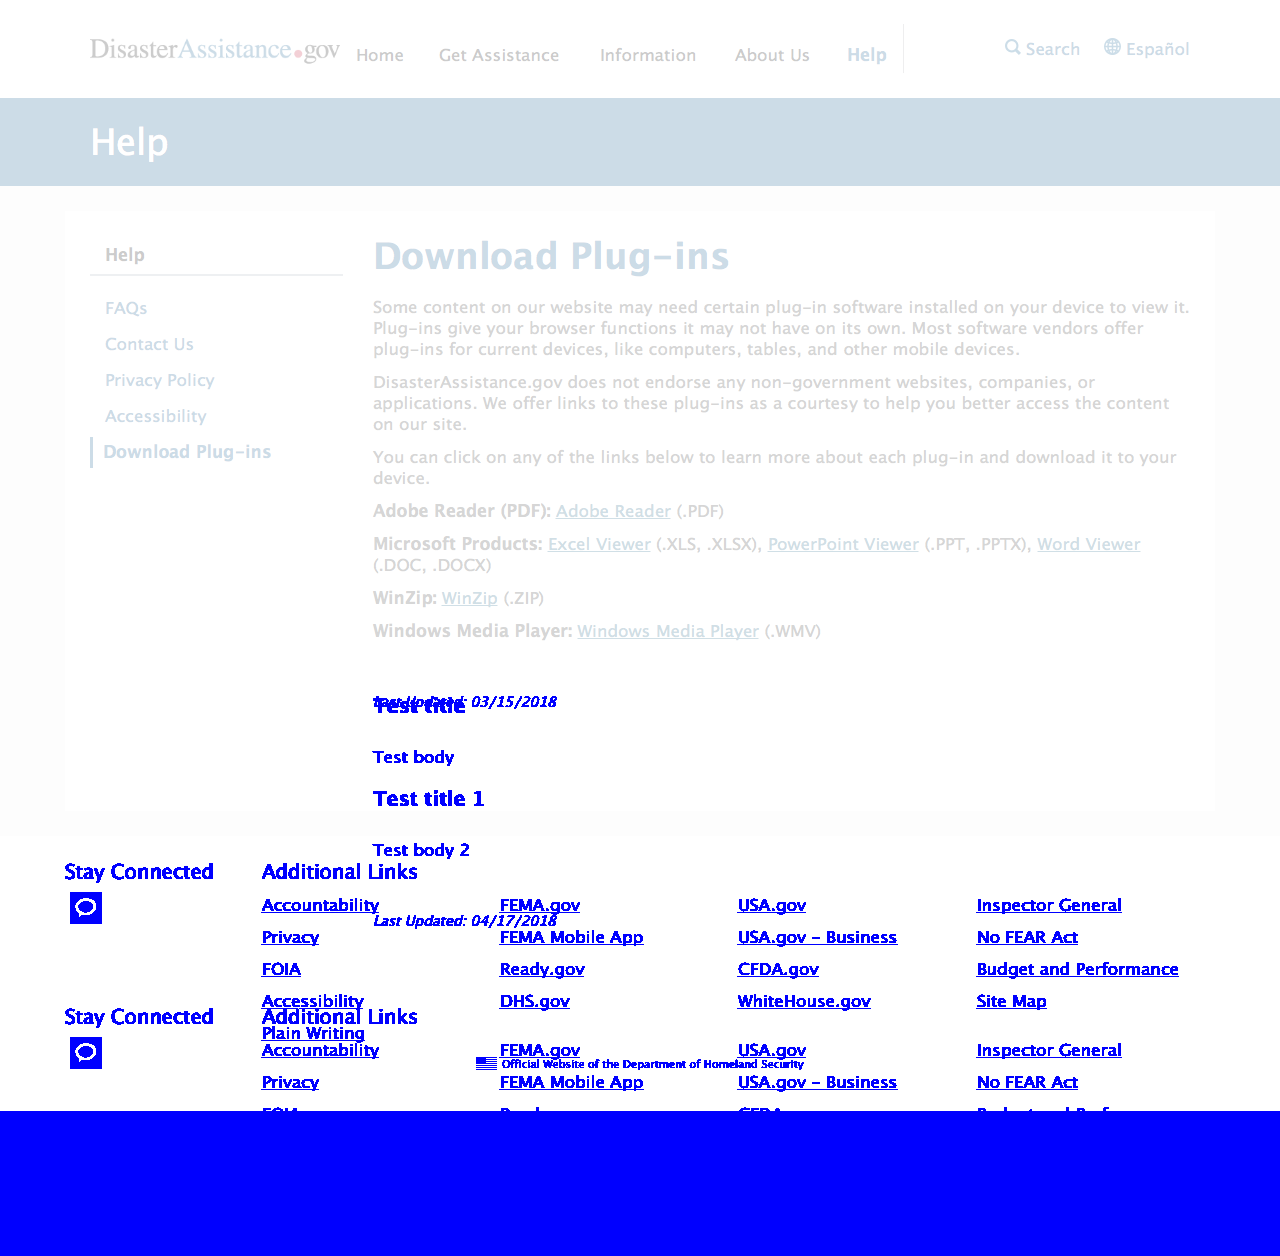 DisasterAssistance.gov
Home Get Assistance Information About Us Help Search Español
Help
Help
FAQs
Contact Us
Privacy Policy
Accessibility
Download Plug-ins
Download Plug-ins
Some content on our website may need certain plug-in software installed on your device to view it.
Plug-ins give your browser functions it may not have on its own. Most software vendors offer
plug-ins for current devices, like computers, tables, and other mobile devices.
DisasterAssistance.gov does not endorse any non-government websites, companies, or
applications. We offer links to these plug-ins as a courtesy to help you better access the content
on our site.
You can click on any of the links below to learn more about each plug-in and download it to your
device.
Adobe Reader (PDF): Adobe Reader (.PDF)
Microsoft Products: Excel Viewer (.XLS, .XLSX), PowerPoint Viewer (.PPT, .PPTX), Word Viewer
(.DOC, .DOCX)
WinZip: WinZip (.ZIP)
Windows Media Player: Windows Media Player (.WMV)
Last Updated: 03/15/2018
Test title
Test body
Test title 1
Test body 2
Stay Connected Additional Links
Accountability FEMA.gov USA.gov Inspector General
Last Updated: 04/17/2018
Privacy FEMA Mobile App USA.gov - Business No FEAR Act
FOIA Ready.gov CFDA.gov Budget and Performance
Accessibility DHS.gov WhiteHouse.gov Site Map
Stay Connected Additional Links
Plain Writing
Accountability FEMA.gov USA.gov Inspector General
Official Website of the Department of Homeland Security
Privacy FEMA Mobile App USA.gov - Business No FEAR Act